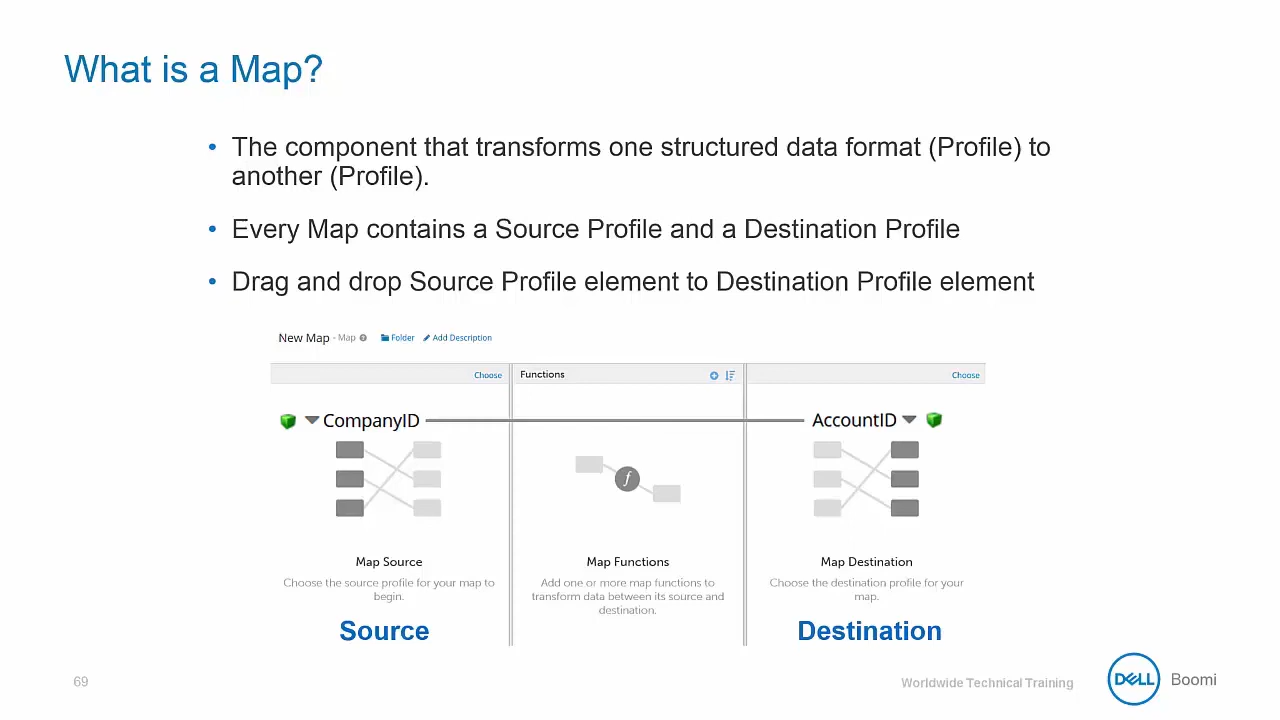 What is a Map?
• The component that transforms one structured data format (Profile) to
another (Profile).
• Every Map contains a Source Profile and a Destination Profile
• Drag and drop Source Profile element to Destination Profile element
New Map - Map ? Folder Add Description
Choose Functions Choose
CompanyID AccountID
f
Map Source Map Functions Map Destination
Choose the source profile for your map to
begin.
Add one or more map functions to
transform data between its source and
destination.
Choose the destination profile for your
map.
Source Destination
69 Worldwide Technical Training DELL Boomi